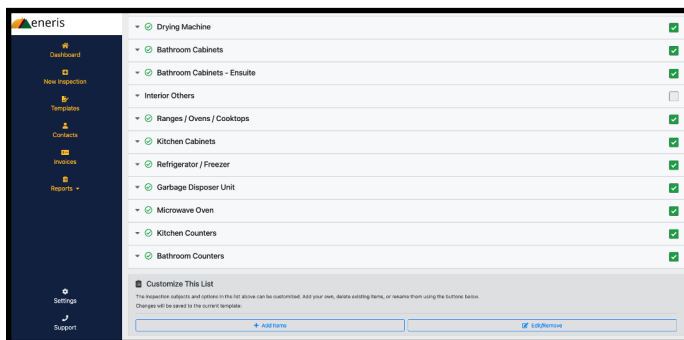 eneris
Dashboard
New Inspection
Templates
Contacts
Invoices
Reports
Settings
Support
Drying Machine
Bathroom Cabinets
Bathroom Cabinets - Ensuite
Interior Others
Ranges / Ovens / Cooktops
Kitchen Cabinets
Refrigerator / Freezer
Garbage Disposer Unit
Microwave Oven
Kitchen Counters
Bathroom Counters
Customize This List
The inspection subjects and options in the list above can be customized. Add your own, delete existing items, or rename them using the buttons below.
Changes will be saved to the current template.
+ Add Items
Edit/Remove